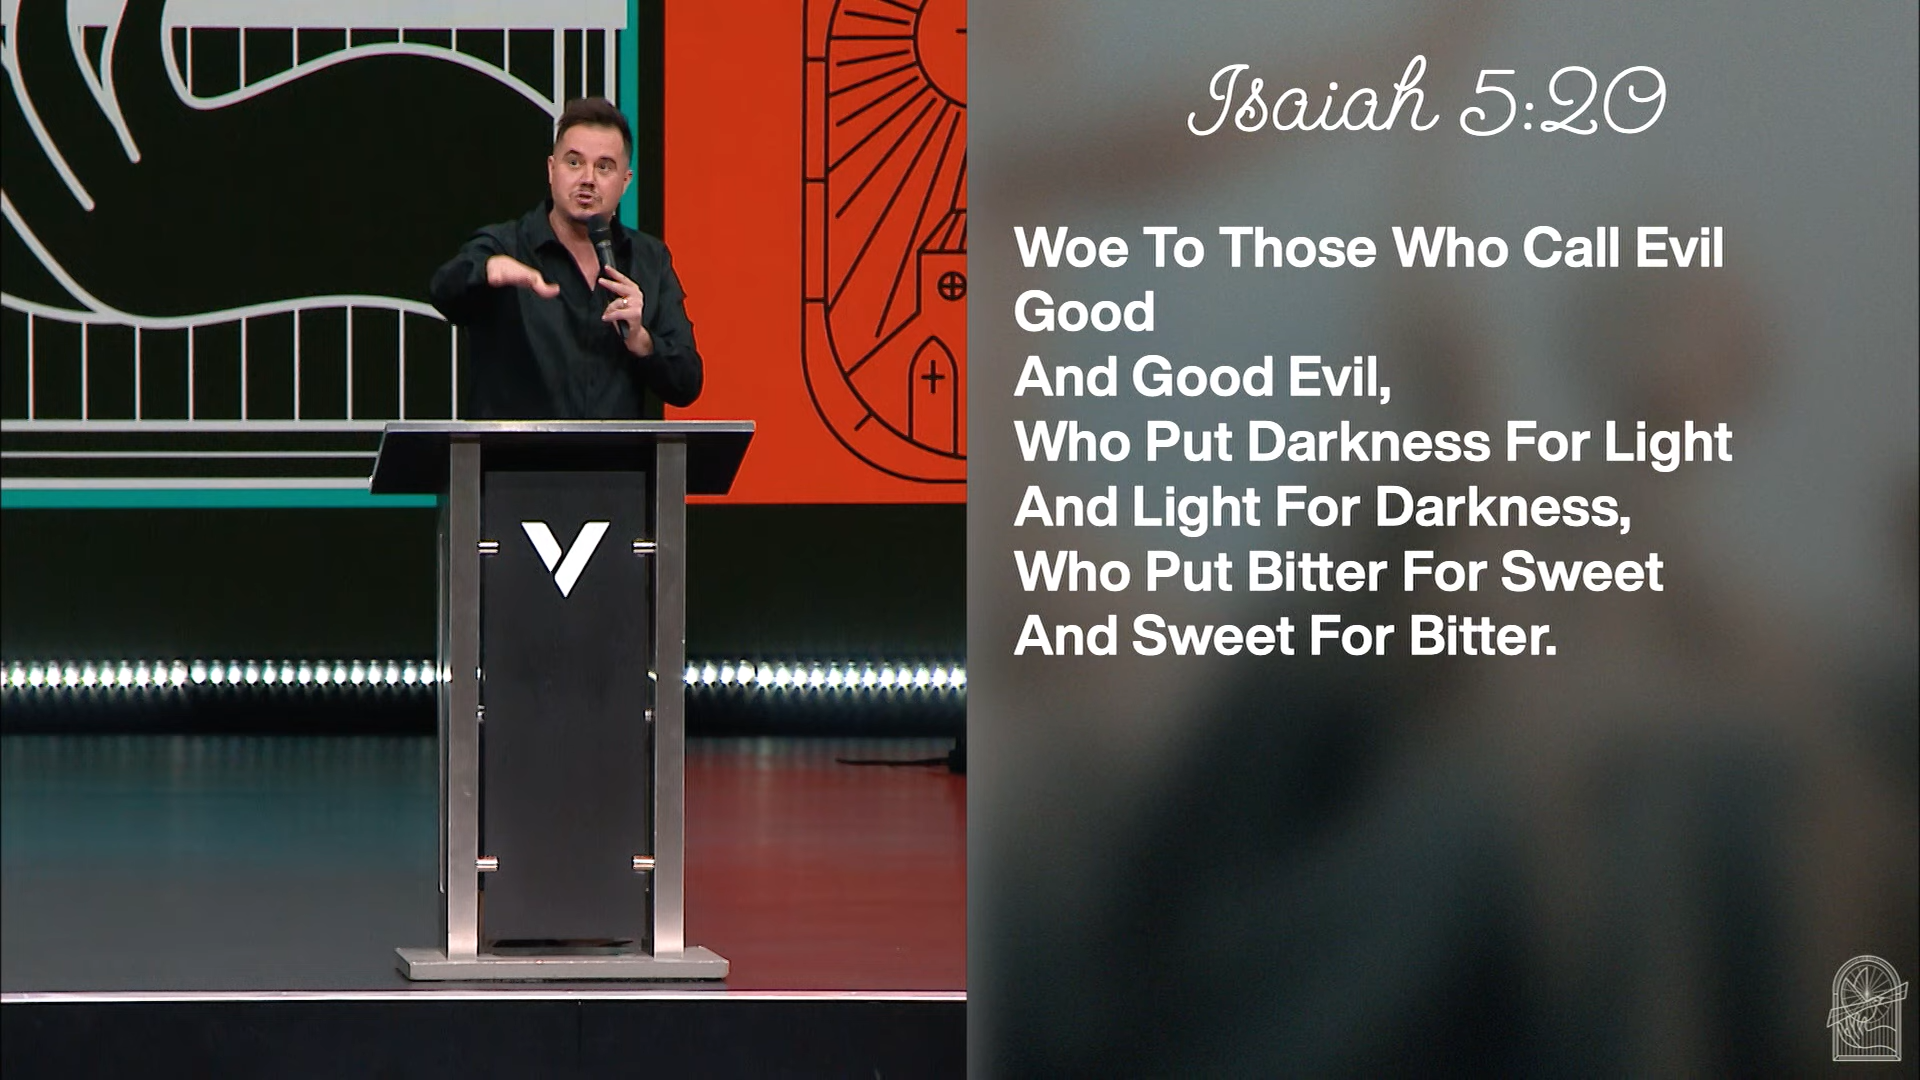 Isaiah 5:20
Woe To Those Who Call Evil
Good
And Good Evil,
Who Put Darkness For Light
And Light For Darkness,
Who Put Bitter For Sweet
And Sweet For Bitter.